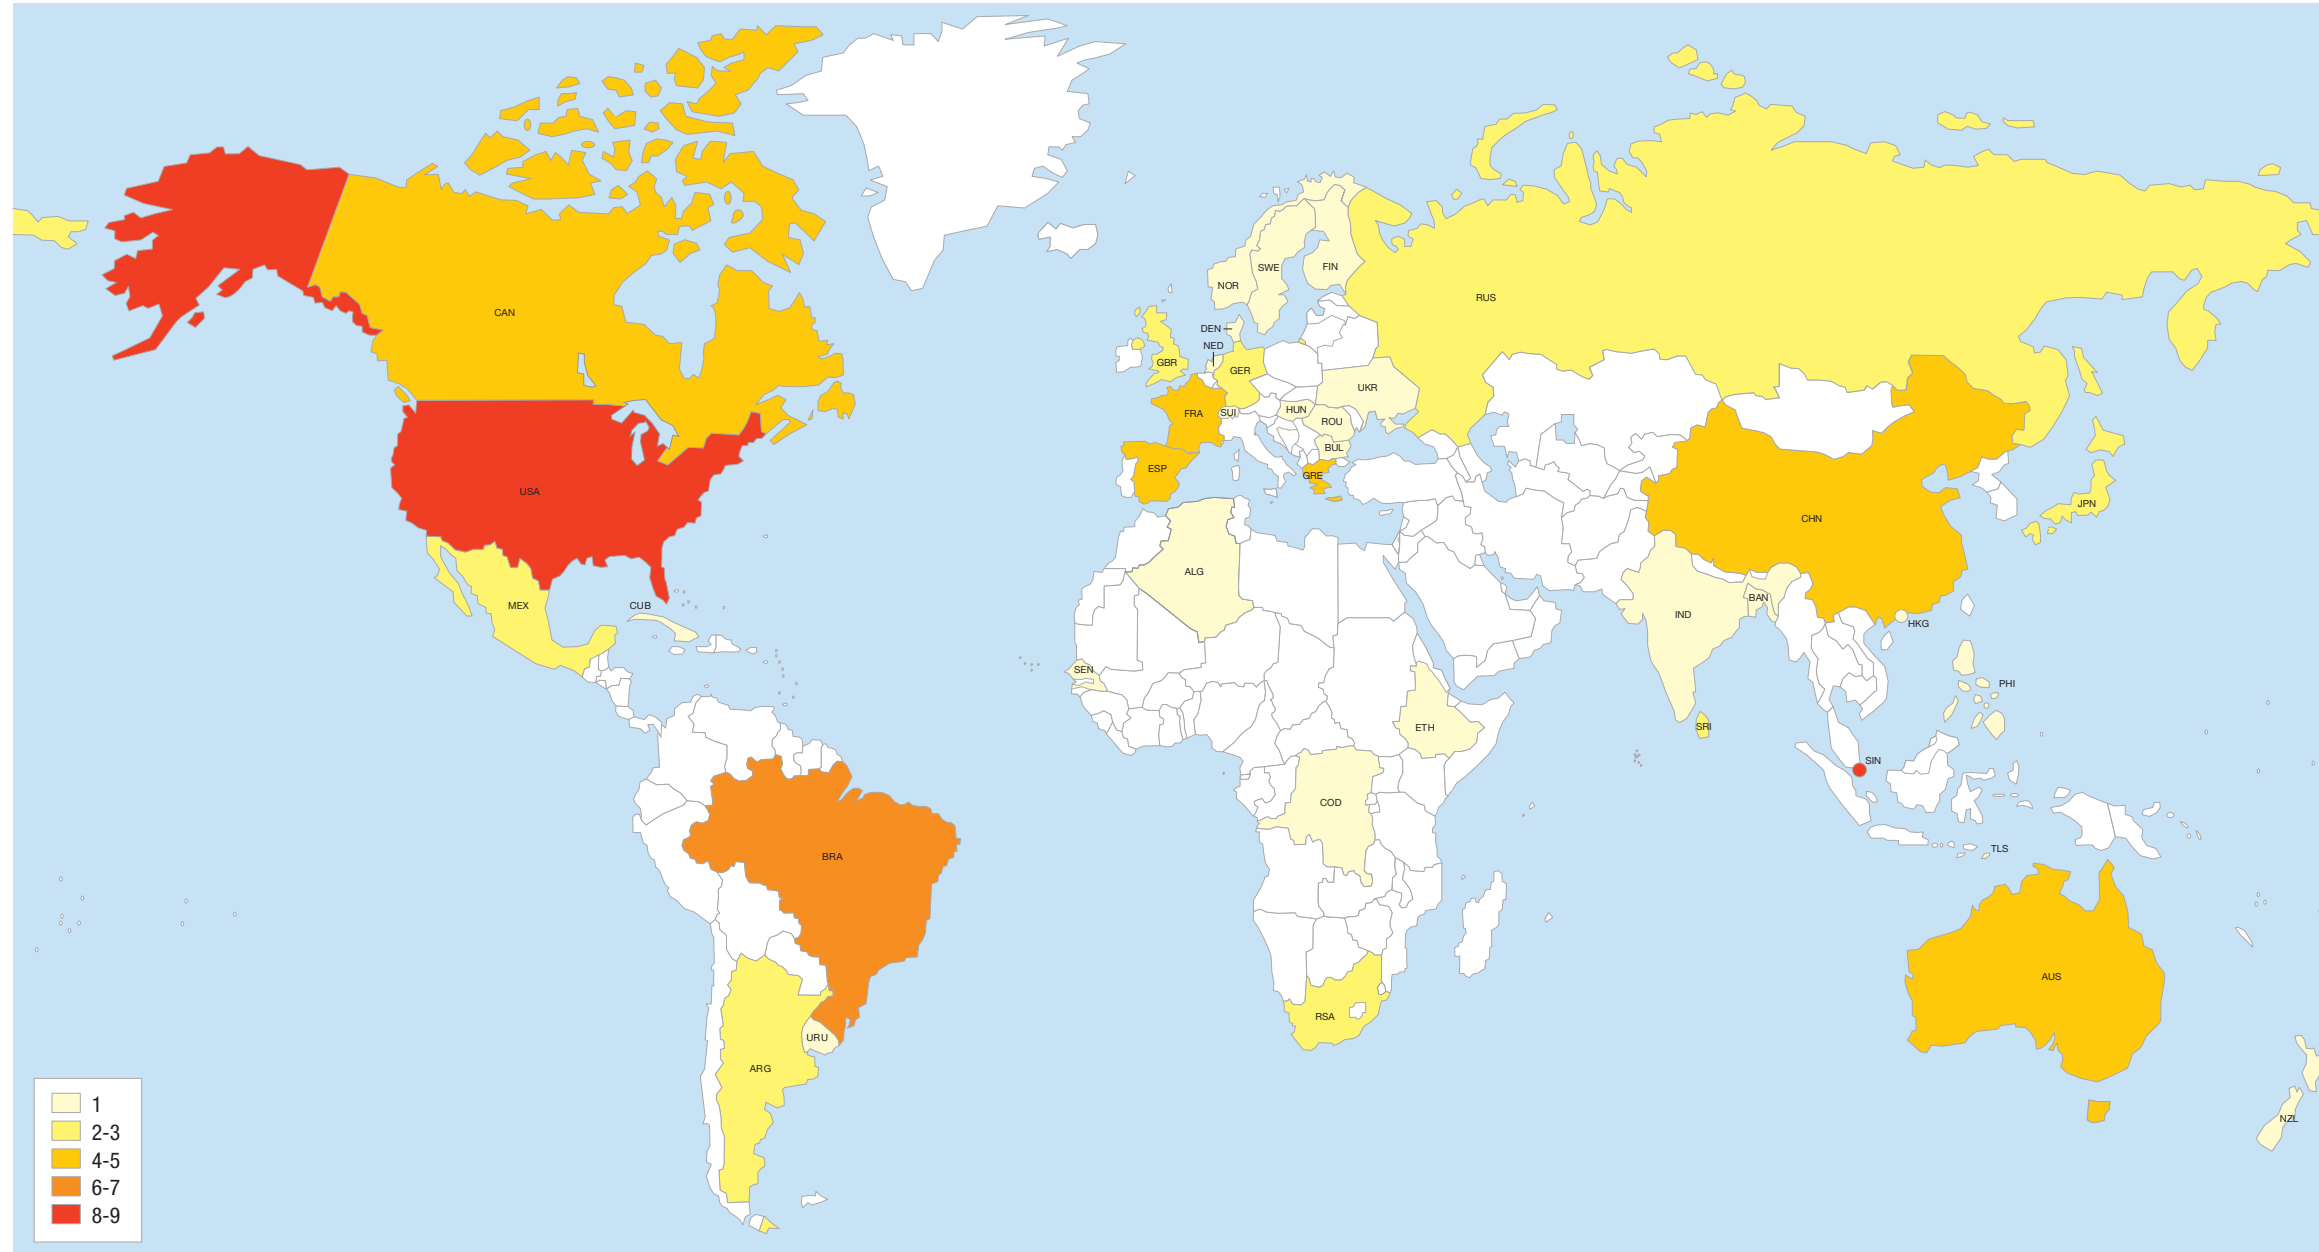 SWE
FIN
NOR
RUS
CAN
DEN
NED
GBR
GER
UKR
FRA
SUI
HUN
ROU
BUL
ESP
GRE
USA
JPN
CHN
ALG
MEX
CUB
BAN
IND
HKG
SEN
PHI
ETH
SRI
SIN
COD
TLS
BRA
AUS
RSA
URU
ARG
NZL
1
2-3
4-5
6-7
8-9